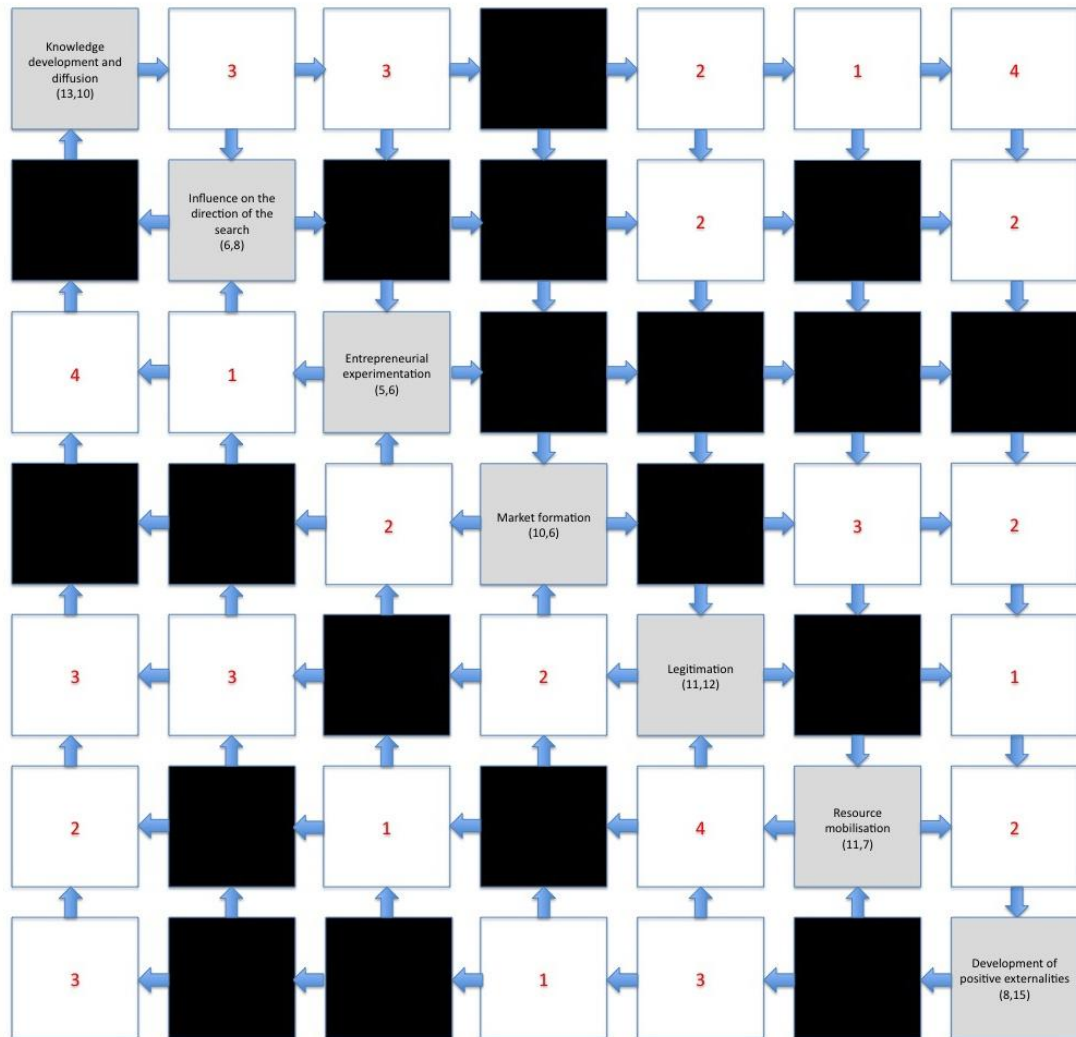 Knowledge
development and
diffusion
(13,10)
3
3
2
1
4
Influence on the
direction of the
search
(6,8)
2
2
4
1
Entrepreneurial
experimentation
(5,6)
2
Market formation
(10,6)
3
2
3
3
2
Legitimation
(11,12)
1
2
1
4
Resource
mobilisation
(11,7)
2
3
1
3
Development of
positive externalities
(8,15)